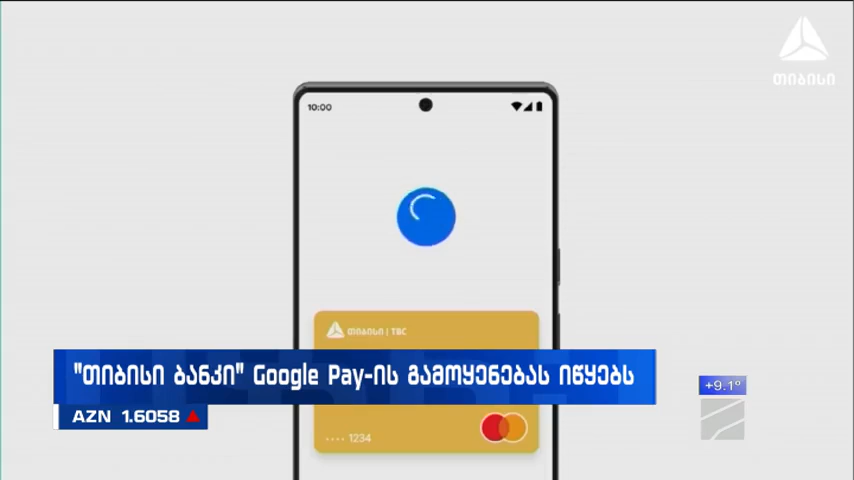 თიბისი
10:00
თიბისი | TBC
"თიბისი ბანკი" Google Pay-ის გამოყენებას იწყებს
+9.1°
AZN 1.6058
•••• 1234